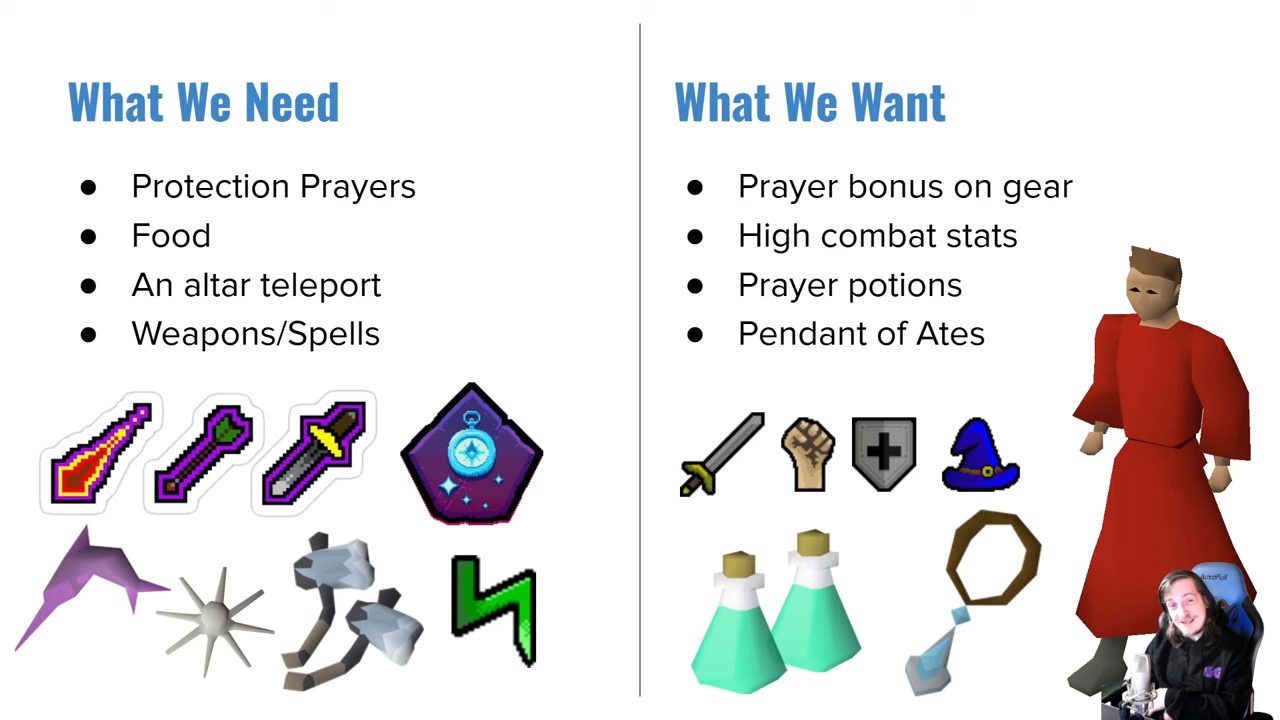 What We Need
● Protection Prayers
● Food
● An altar teleport
● Weapons/Spells
What We Want
● Prayer bonus on gear
● High combat stats
● Prayer potions
● Pendant of Ates
AutoFull